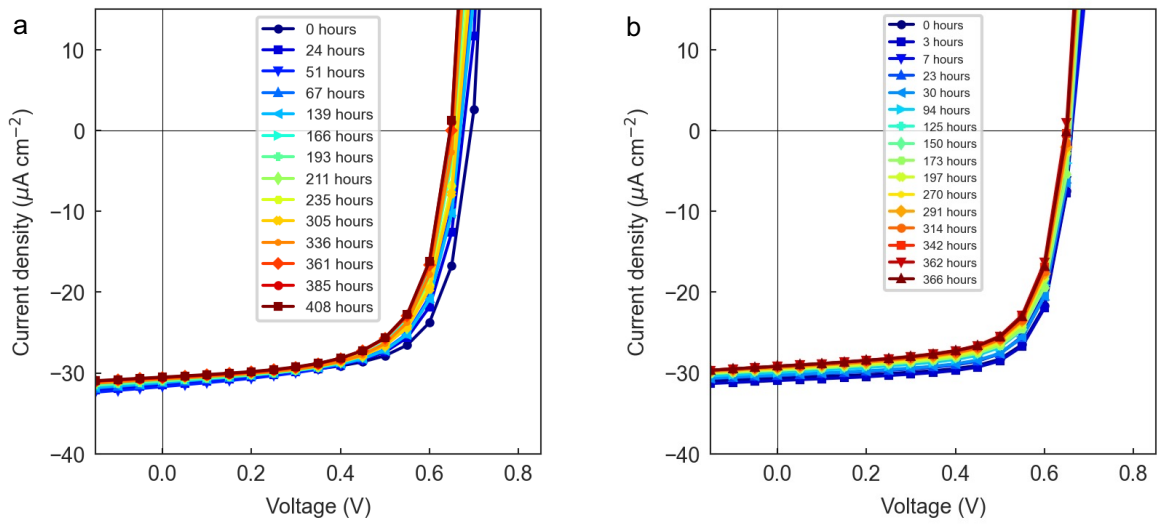 a
10
0
−10
−20
−30
−40
0.0
0.2
0.4
0.6
0.8
Current density (μA cm−2)
Voltage (V)
0 hours
24 hours
51 hours
67 hours
139 hours
166 hours
193 hours
211 hours
235 hours
305 hours
336 hours
361 hours
385 hours
408 hours
b
10
0
−10
−20
−30
−40
0.0
0.2
0.4
0.6
0.8
Current density (μA cm−2)
Voltage (V)
0 hours
3 hours
7 hours
23 hours
30 hours
94 hours
125 hours
150 hours
173 hours
197 hours
270 hours
291 hours
314 hours
342 hours
362 hours
366 hours